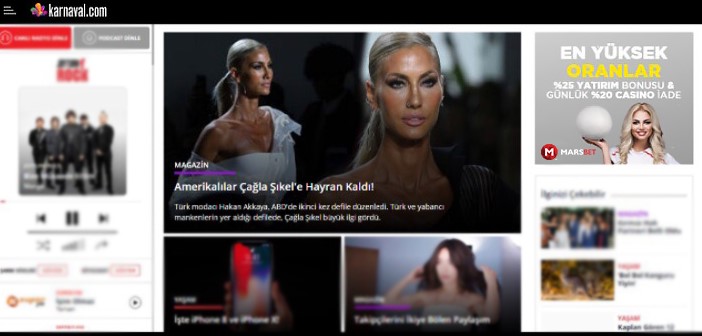 karnaval.com
CANLI RADYO DİNLE
PODCAST DİNLE
ROCK
EN YÜKSEK
ORANLAR
%25 YATIRIM BONUSU &
GÜNLÜK %20 CASINO İADE
MARSBET
MAGAZİN
Amerikalılar Çağla Şıkel'e Hayran Kaldı!
Türk modacı Hakan Akkaya, ABD'de ikinci kez defile düzenledi. Türk ve yabancı
mankenlerin yer aldığı defilede, Çağla Şıkel büyük ilgi gördü.
İlginizi Çekebilir
MAGAZİN
YAŞAM
YAŞAM
İşte iPhone 8 ve iPhone X!
MAGAZİN
Takipçilerini İkiye Bölen Paylaşım